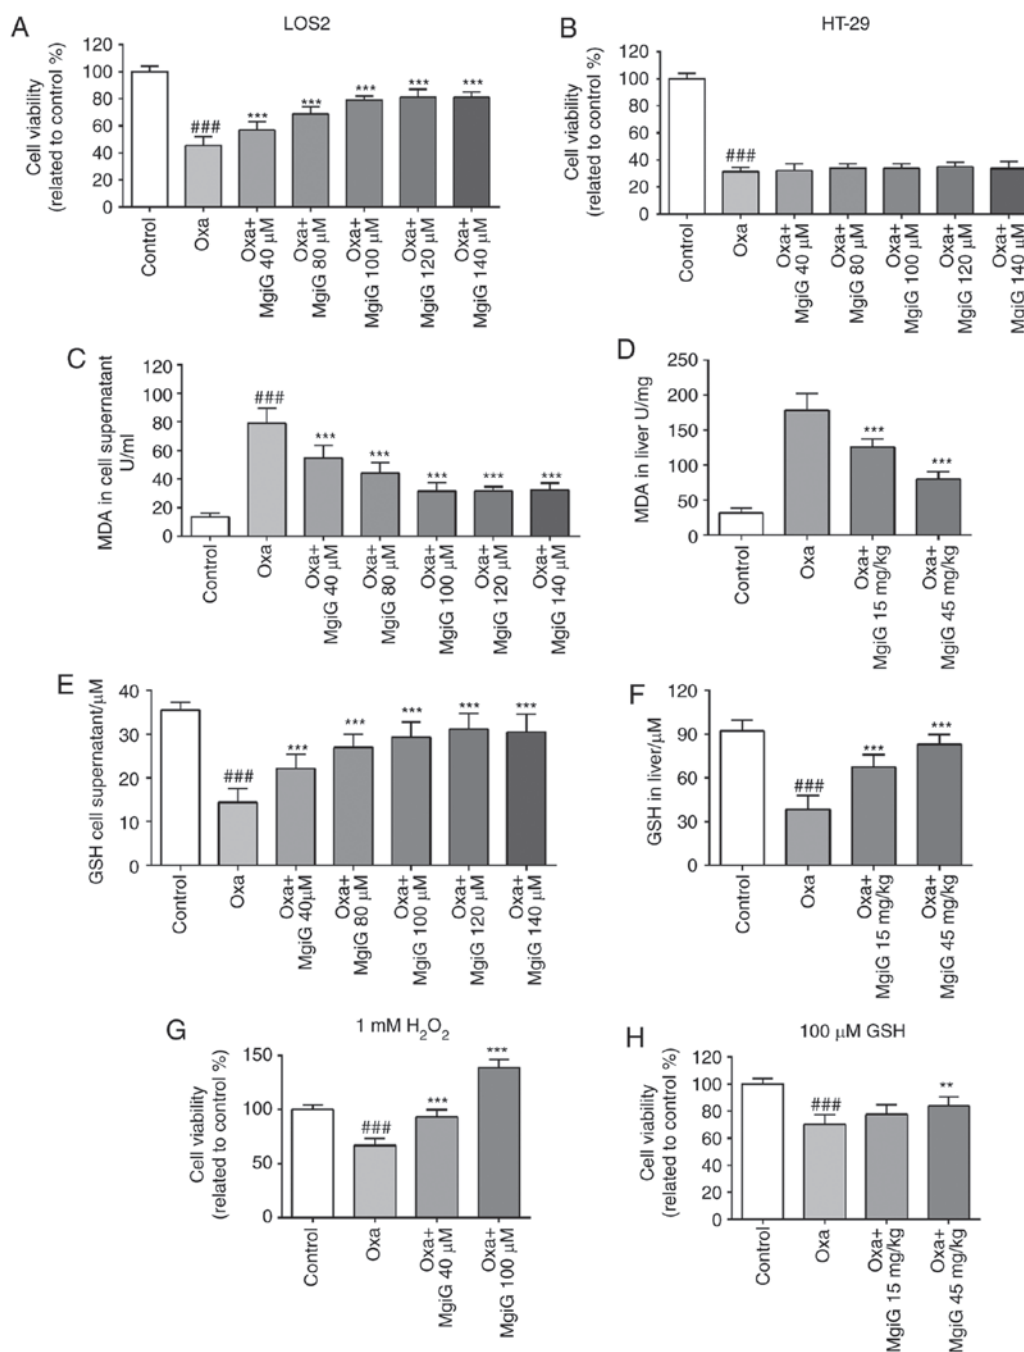 A
LOS2
Cell viability
(related to control %)
120
100
80
60
40
20
0
###
***
***
***
***
***
Control
Oxa
Oxa+
MgiG 40 µM
Oxa+
MgiG 80 µM
Oxa+
MgiG 100 µM
Oxa+
MgiG 120 µM
Oxa+
MgiG 140 µM
B
HT-29
Cell viability
(related to control %)
120
100
80
60
40
20
0
###
Control
Oxa
Oxa+
MgiG 40 µM
Oxa+
MgiG 80 µM
Oxa+
MgiG 100 µM
Oxa+
MgiG 120 µM
Oxa+
MgiG 140 µM
C
MDA in cell supernatant
U/ml
120
100
80
60
40
20
0
###
***
***
***
***
***
Control
Oxa
Oxa+
MgiG 40 µM
Oxa+
MgiG 80 µM
Oxa+
MgiG 100 µM
Oxa+
MgiG 120 µM
Oxa+
MgiG 140 µM
D
MDA in liver U/mg
250
200
150
100
50
0
***
***
Control
Oxa
Oxa+
MgiG 15 mg/kg
Oxa+
MgiG 45 mg/kg
E
GSH cell supernatant/µM
40
30
20
10
0
###
***
***
***
***
***
Control
Oxa
Oxa+
MgiG 40µM
Oxa+
MgiG 80 µM
Oxa+
MgiG 100 µM
Oxa+
MgiG 120 µM
Oxa+
MgiG 140 µM
F
GSH in liver/µM
120
90
60
30
0
###
***
***
Control
Oxa
Oxa+
MgiG 15 mg/kg
Oxa+
MgiG 45 mg/kg
G
1 mM H₂O₂
Cell viability
(related to control %)
150
100
50
0
###
***
***
Control
Oxa
Oxa+
MgiG 40 µM
Oxa+
MgiG 100 µM
H
100 µM GSH
Cell viability
(related to control %)
120
100
80
60
40
20
0
###
**
Control
Oxa
Oxa+
MgiG 15 mg/kg
Oxa+
MgiG 45 mg/kg